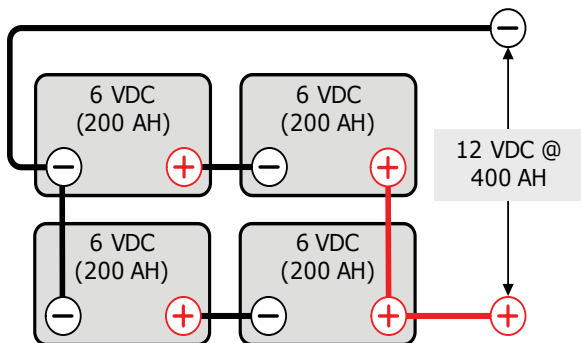 −
6 VDC
(200 AH)
−
+
6 VDC
(200 AH)
−
+
12 VDC @
400 AH
6 VDC
(200 AH)
−
+
6 VDC
(200 AH)
−
+
+